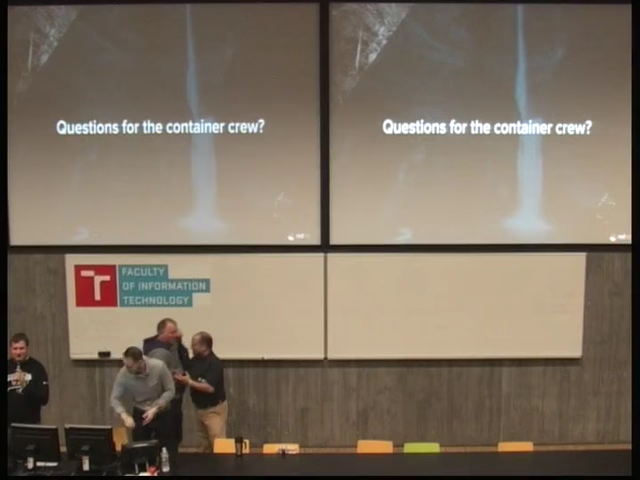 Questions for the container crew?
Questions for the container crew?
FACULTY
OF INFORMATION
TECHNOLOGY